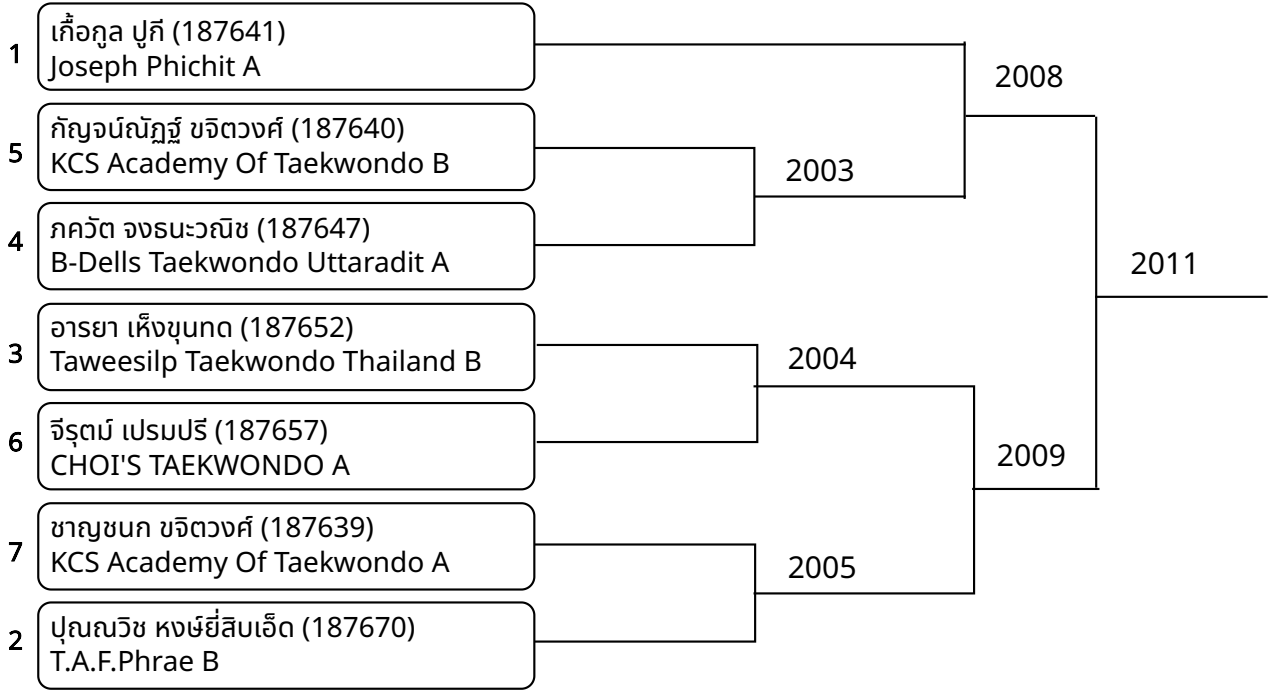 1
เกื้อกูล ปูกี (187641)
Joseph Phichit A
2008
5
กัญจน์ณัฏฐ์ ขจิตวงศ์ (187640)
KCS Academy Of Taekwondo B
2003
4
ภควัต จงธนะวณิช (187647)
B-Dells Taekwondo Uttaradit A
2011
3
อารยา เห็งขุนทด (187652)
Taweesilp Taekwondo Thailand B
2004
6
จีรุตม์ เปรมปรี (187657)
CHOI'S TAEKWONDO A
2009
7
ชาญชนก ขจิตวงศ์ (187639)
KCS Academy Of Taekwondo A
2005
2
ปุณณวิช หงษ์ยี่สิบเอ็ด (187670)
T.A.F.Phrae B